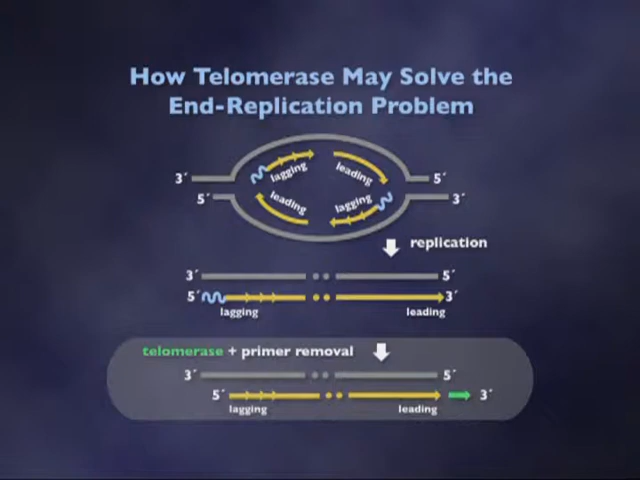 How Telomerase May Solve the
End-Replication Problem
3´ lagging leading 5´
5´ leading lagging 3´
replication
3´ 5´
5´ 3´
lagging leading
telomerase + primer removal
3´ 5´
5´ 3´
lagging leading